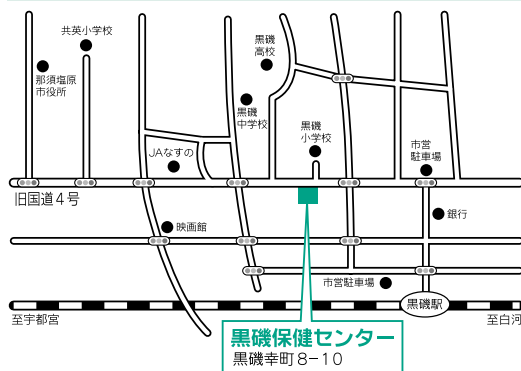 共英小学校
那須塩原
市役所
黒磯
高校
黒磯
中学校
黒磯
小学校
JAなすの
市営
駐車場
旧国道4号
銀行
映画館
市営駐車場
黒磯駅
至宇都宮
至白河
黒磯保健センター
黒磯幸町8-10